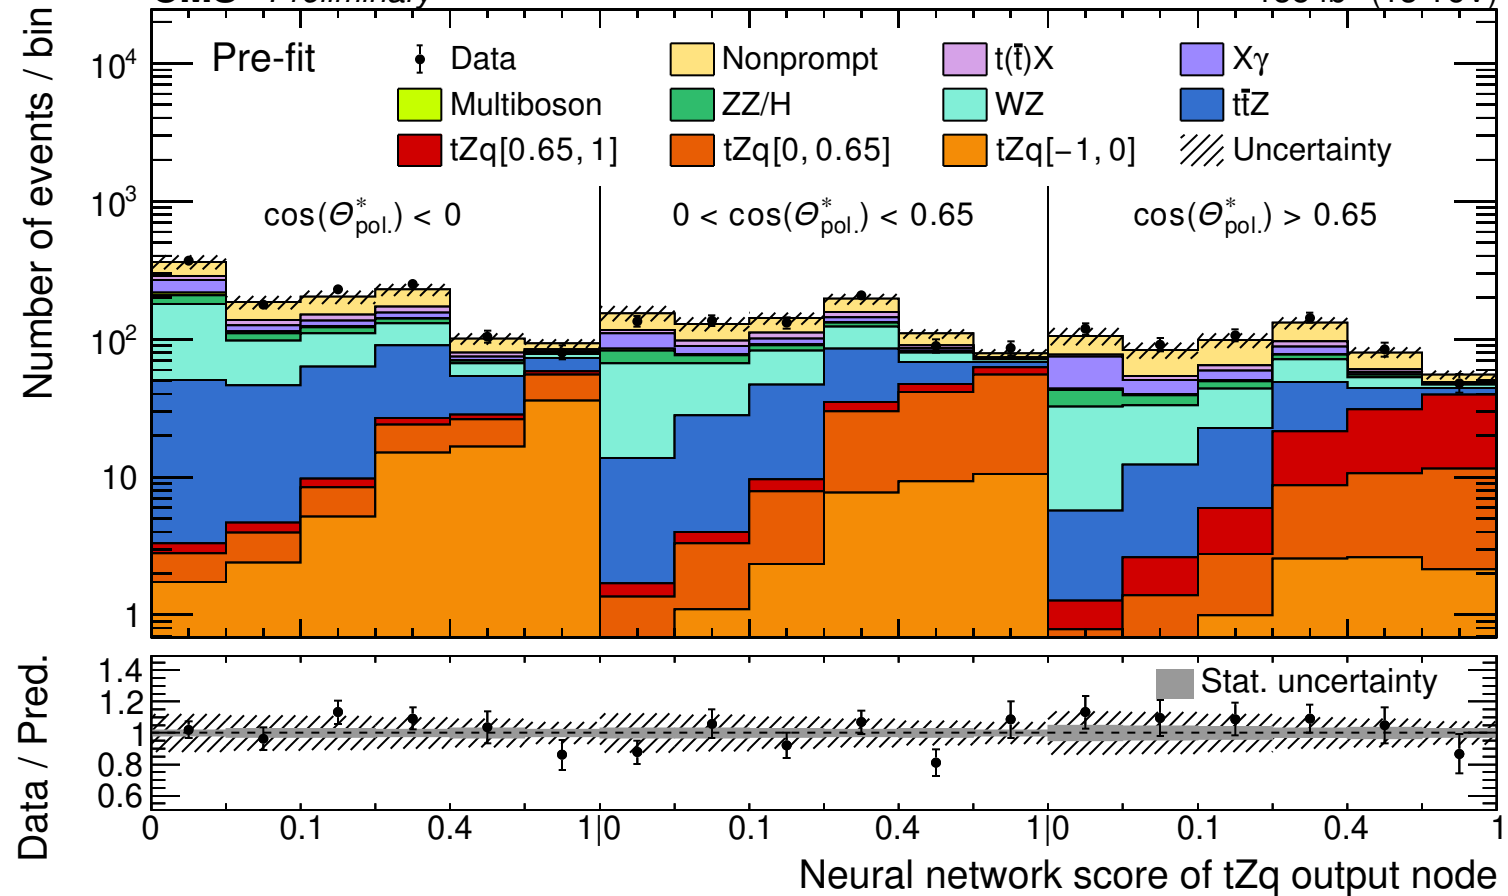 Preliminary
Pre-fit
Data
Nonprompt
t(t̄)X
Xγ
Multiboson
ZZ/H
WZ
tt̄Z
tZq[0.65, 1]
tZq[0, 0.65]
tZq[−1, 0]
Uncertainty
cos(Θ*pol.) < 0
0 < cos(Θ*pol.) < 0.65
cos(Θ*pol.) > 0.65
Number of events / bin
10⁴
10³
10²
10
1
Stat. uncertainty
Data / Pred.
1.4
1.2
1
0.8
0.6
0 0.1 0.4 1|0 0.1 0.4 1|0 0.1 0.4 1
Neural network score of tZq output node